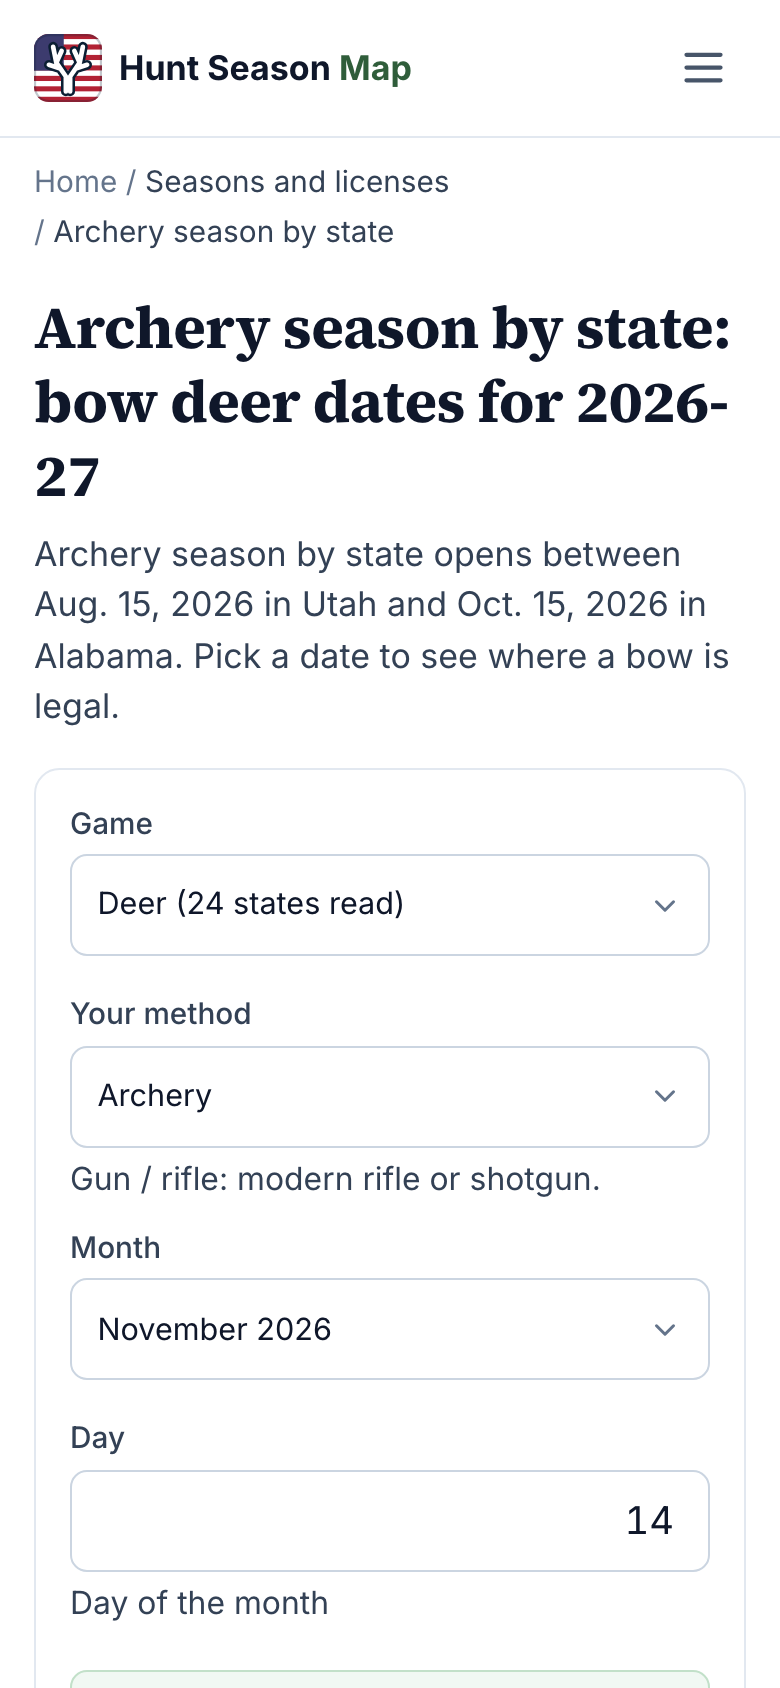 Hunt Season Map
Home / Seasons and licenses
/ Archery season by state
Archery season by state:
bow deer dates for 2026-
27
Archery season by state opens between
Aug. 15, 2026 in Utah and Oct. 15, 2026 in
Alabama. Pick a date to see where a bow is
legal.
Game
Deer (24 states read)
Your method
Archery
Gun / rifle: modern rifle or shotgun.
Month
November 2026
Day
14
Day of the month